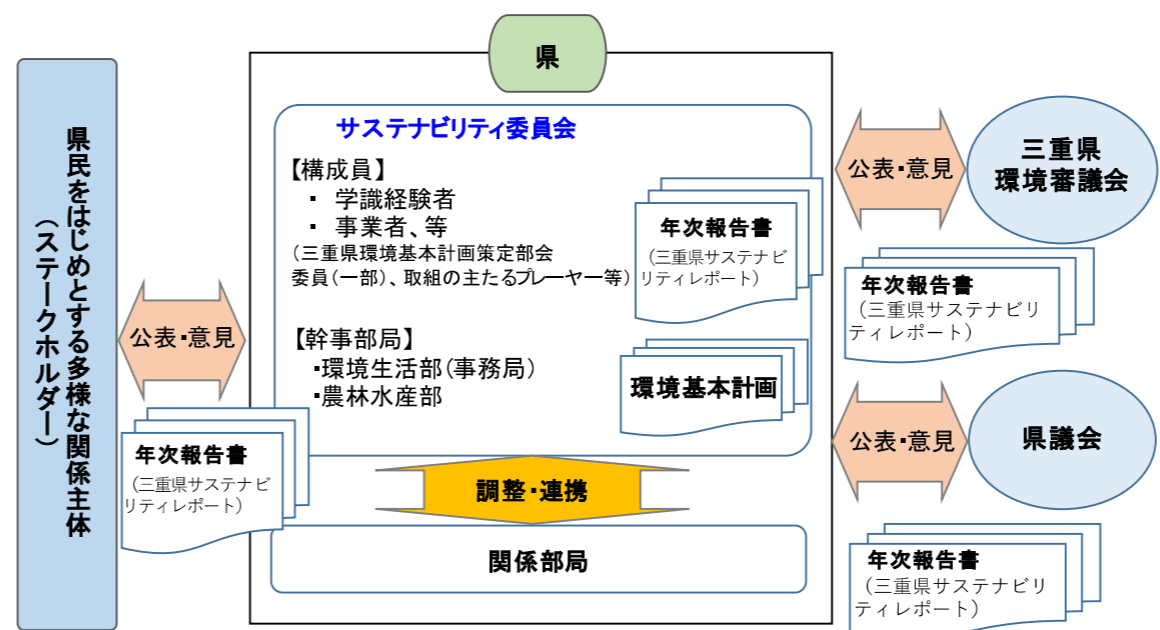 県
県民をはじめとする多様な関係主体
（ステークホルダー）
公表・意見
年次報告書
（三重県サステナビ
リティレポート）
サステナビリティ委員会
【構成員】
・ 学識経験者
・ 事業者、等
（三重県環境基本計画策定部会
委員（一部）、取組の主たるプレーヤー等）
【幹事部局】
・環境生活部（事務局）
・農林水産部
年次報告書
（三重県サステナビ
リティレポート）
環境基本計画
調整・連携
関係部局
公表・意見
三重県
環境審議会
年次報告書
（三重県サステナビリ
ティレポート）
公表・意見
県議会
年次報告書
（三重県サステナビリ
ティレポート）